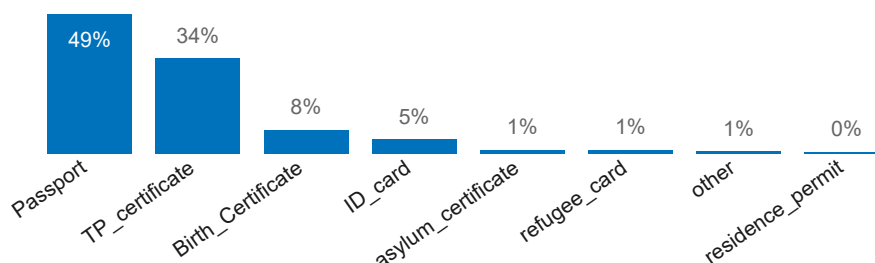 49%
34%
8%
5%
1%
1%
1%
0%
Passport
TP_certificate
Birth_Certificate
ID_card
asylum_certificate
refugee_card
other
residence_permit